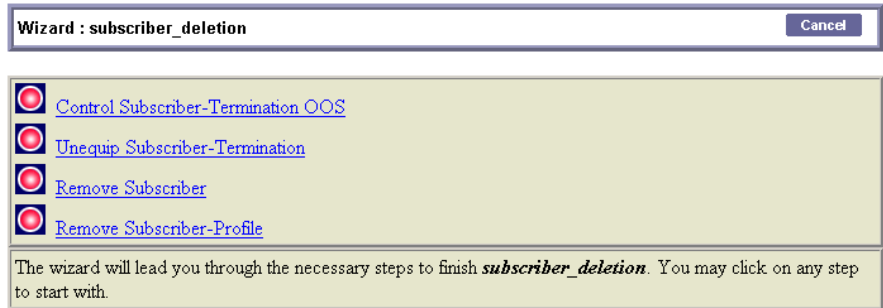 Wizard : subscriber_deletion
Cancel
Control Subscriber-Termination OOS
Unequip Subscriber-Termination
Remove Subscriber
Remove Subscriber-Profile
The wizard will lead you through the necessary steps to finish subscriber_deletion. You may click on any step
to start with.